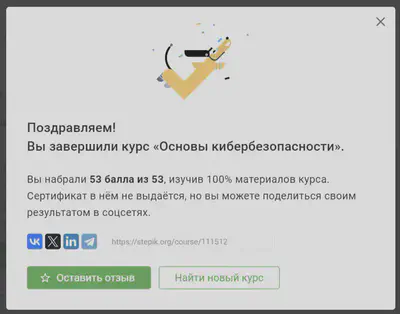 Поздравляем!
Вы завершили курс «Основы кибербезопасности».
Вы набрали 53 балла из 53, изучив 100% материалов курса.
Сертификат в нём не выдаётся, но вы можете поделиться своим
результатом в соцсетях.
https://stepik.org/course/111512
Оставить отзыв
Найти новый курс